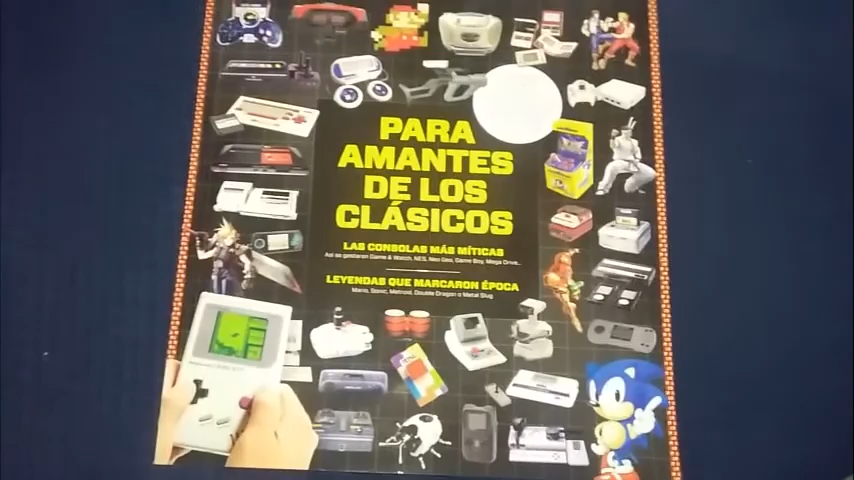 PARA
AMANTES
DE LOS
CLÁSICOS
LAS CONSOLAS MÁS MÍTICAS
Así se gestaron Game & Watch, NES, Neo Geo, Game Boy, Mega Drive...
LEYENDAS QUE MARCARON ÉPOCA
Mario, Sonic, Metroid, Double Dragon o Metal Slug